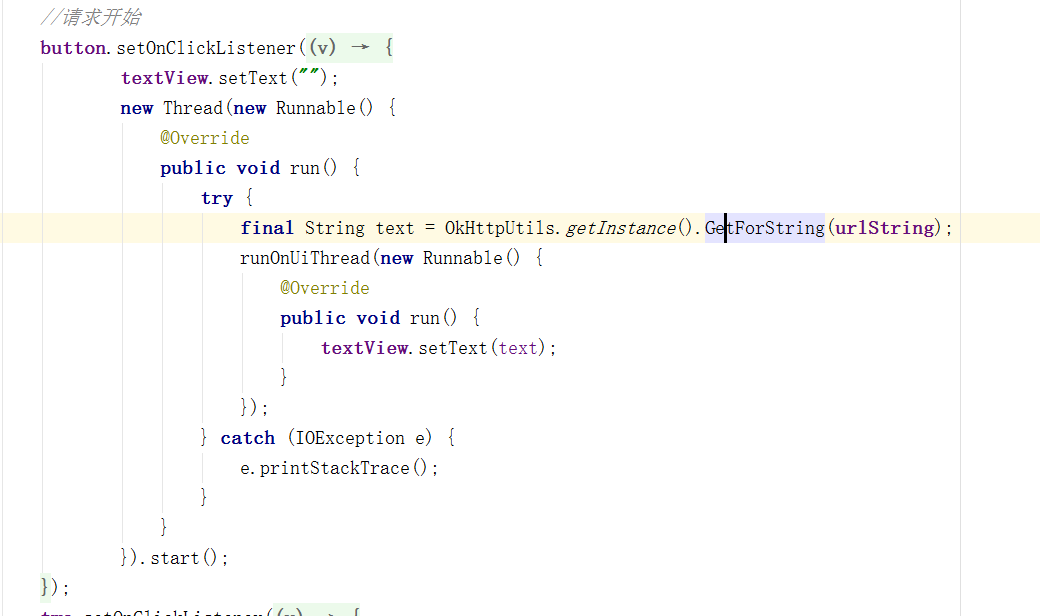 //请求开始
button.setOnClickListener((v) → {
textView.setText("");
new Thread(new Runnable() {
@Override
public void run() {
try {
final String text = OkHttpUtils.getInstance().GetForString(urlString);
runOnUiThread(new Runnable() {
@Override
public void run() {
textView.setText(text);
}
});
} catch (IOException e) {
e.printStackTrace();
}
}
}).start();
});
.setOnClickListener((v) → {